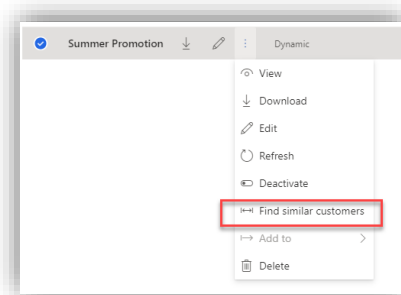 Summer Promotion Dynamic
View
Download
Edit
Refresh
Deactivate
Find similar customers
Add to
Delete